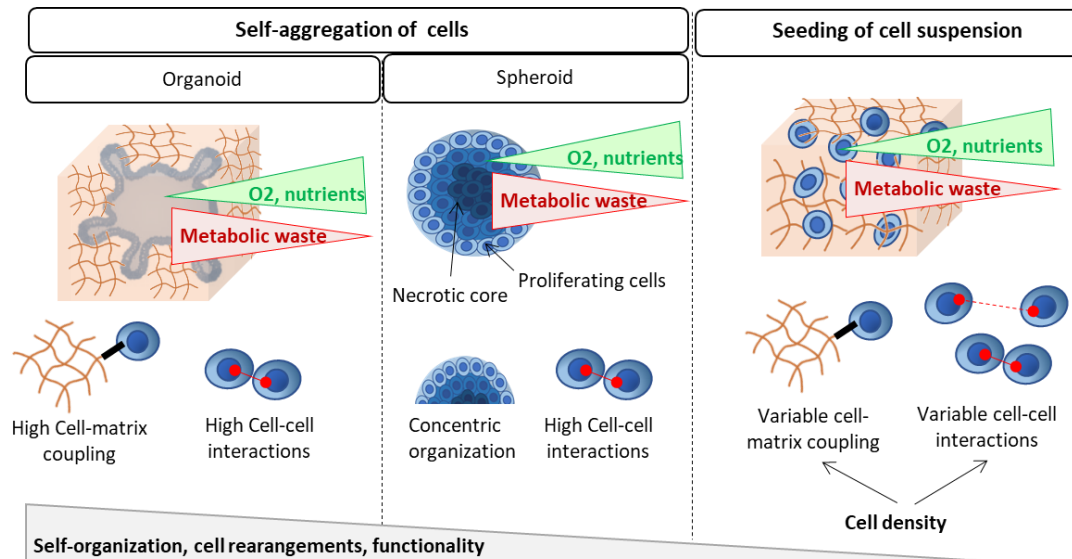 Self-aggregation of cells
Seeding of cell suspension
Organoid
Spheroid
O2, nutrients
Metabolic waste
O2, nutrients
Metabolic waste
Necrotic core
Proliferating cells
O2, nutrients
Metabolic waste
High Cell-matrix
coupling
High Cell-cell
interactions
Concentric
organization
High Cell-cell
interactions
Variable cell-
matrix coupling
Variable cell-cell
interactions
Cell density
Self-organization, cell rearangements, functionality